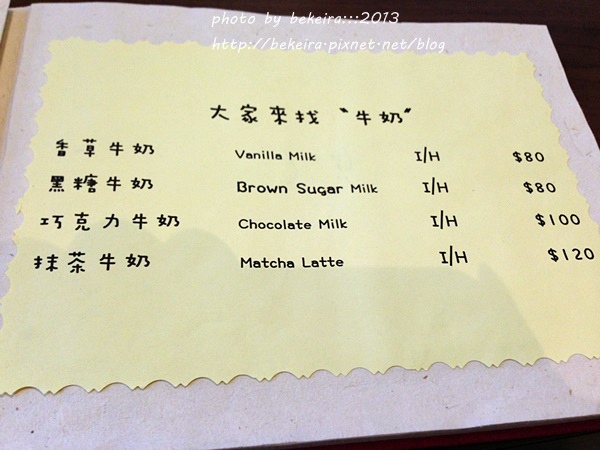 photo by bekeira:::2013
http://bekeira.pixnet.net/blog
大家來找"牛奶"
香草牛奶 Vanilla Milk I/H $80
黑糖牛奶 Brown Sugar Milk I/H $80
巧克力牛奶 Chocolate Milk I/H $100
抹茶牛奶 Matcha Latte I/H $120